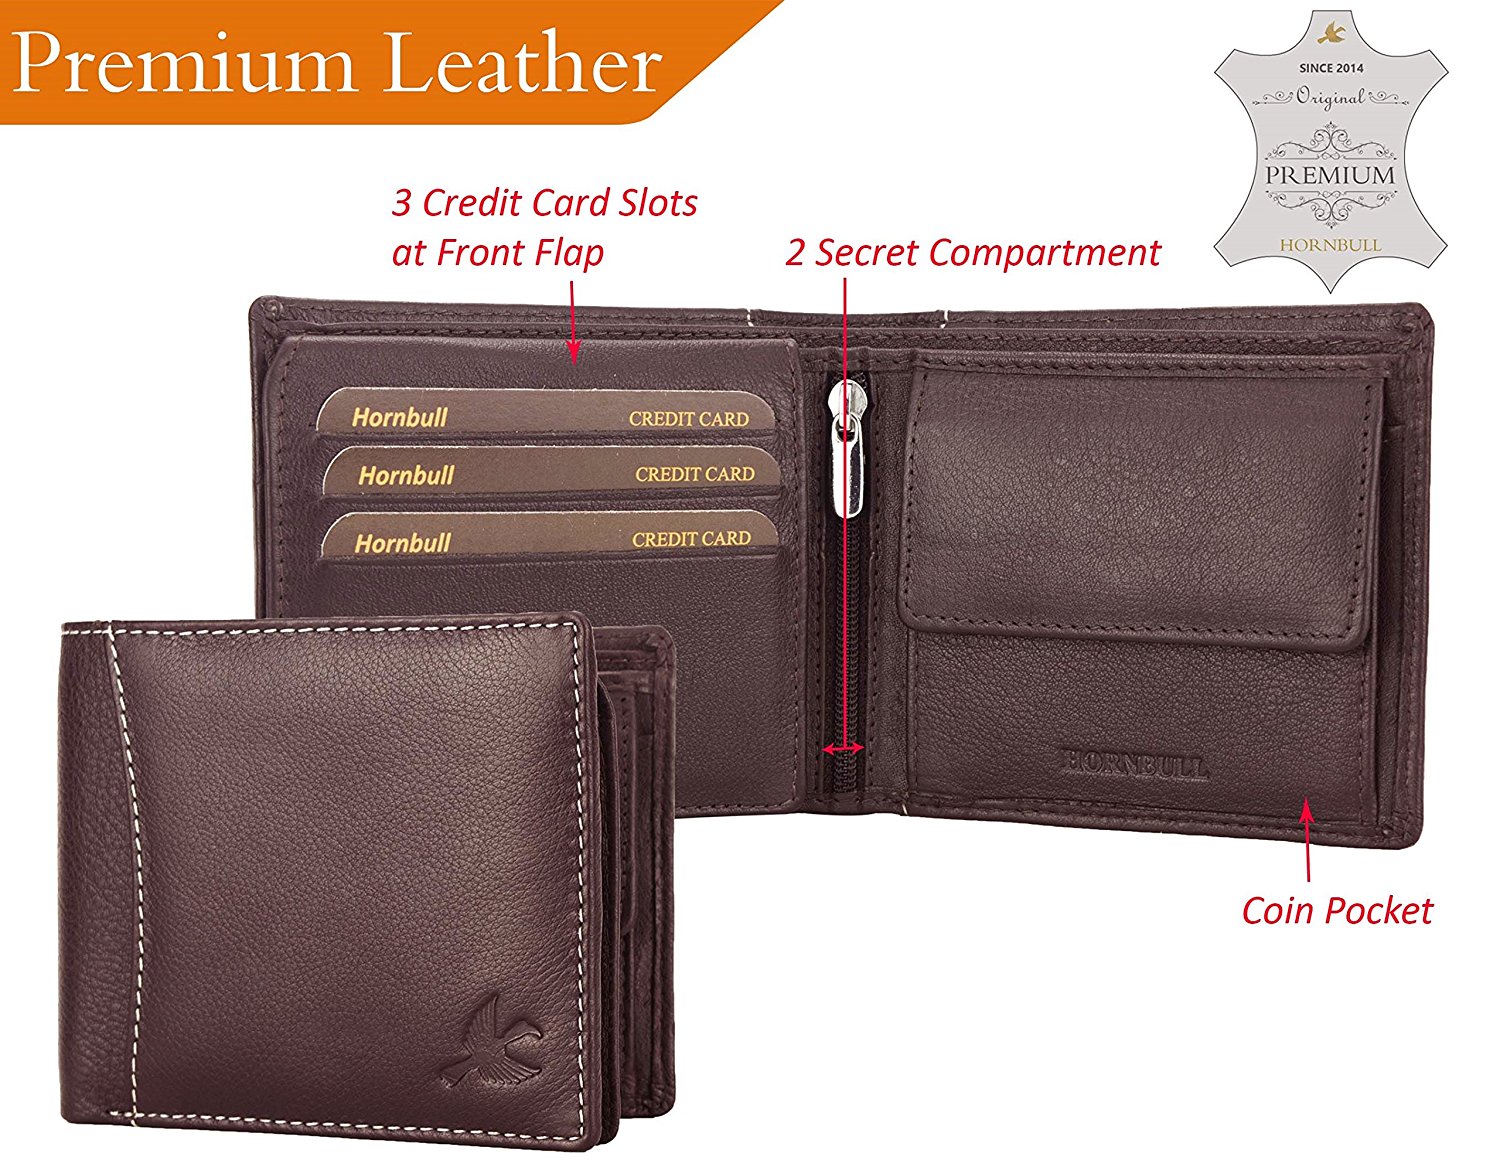 Premium Leather
SINCE 2014
Original
PREMIUM
HORNBULL
3 Credit Card Slots
at Front Flap
2 Secret Compartment
Hornbull CREDIT CARD
Hornbull CREDIT CARD
Hornbull CREDIT CARD
HORNBULL
Coin Pocket